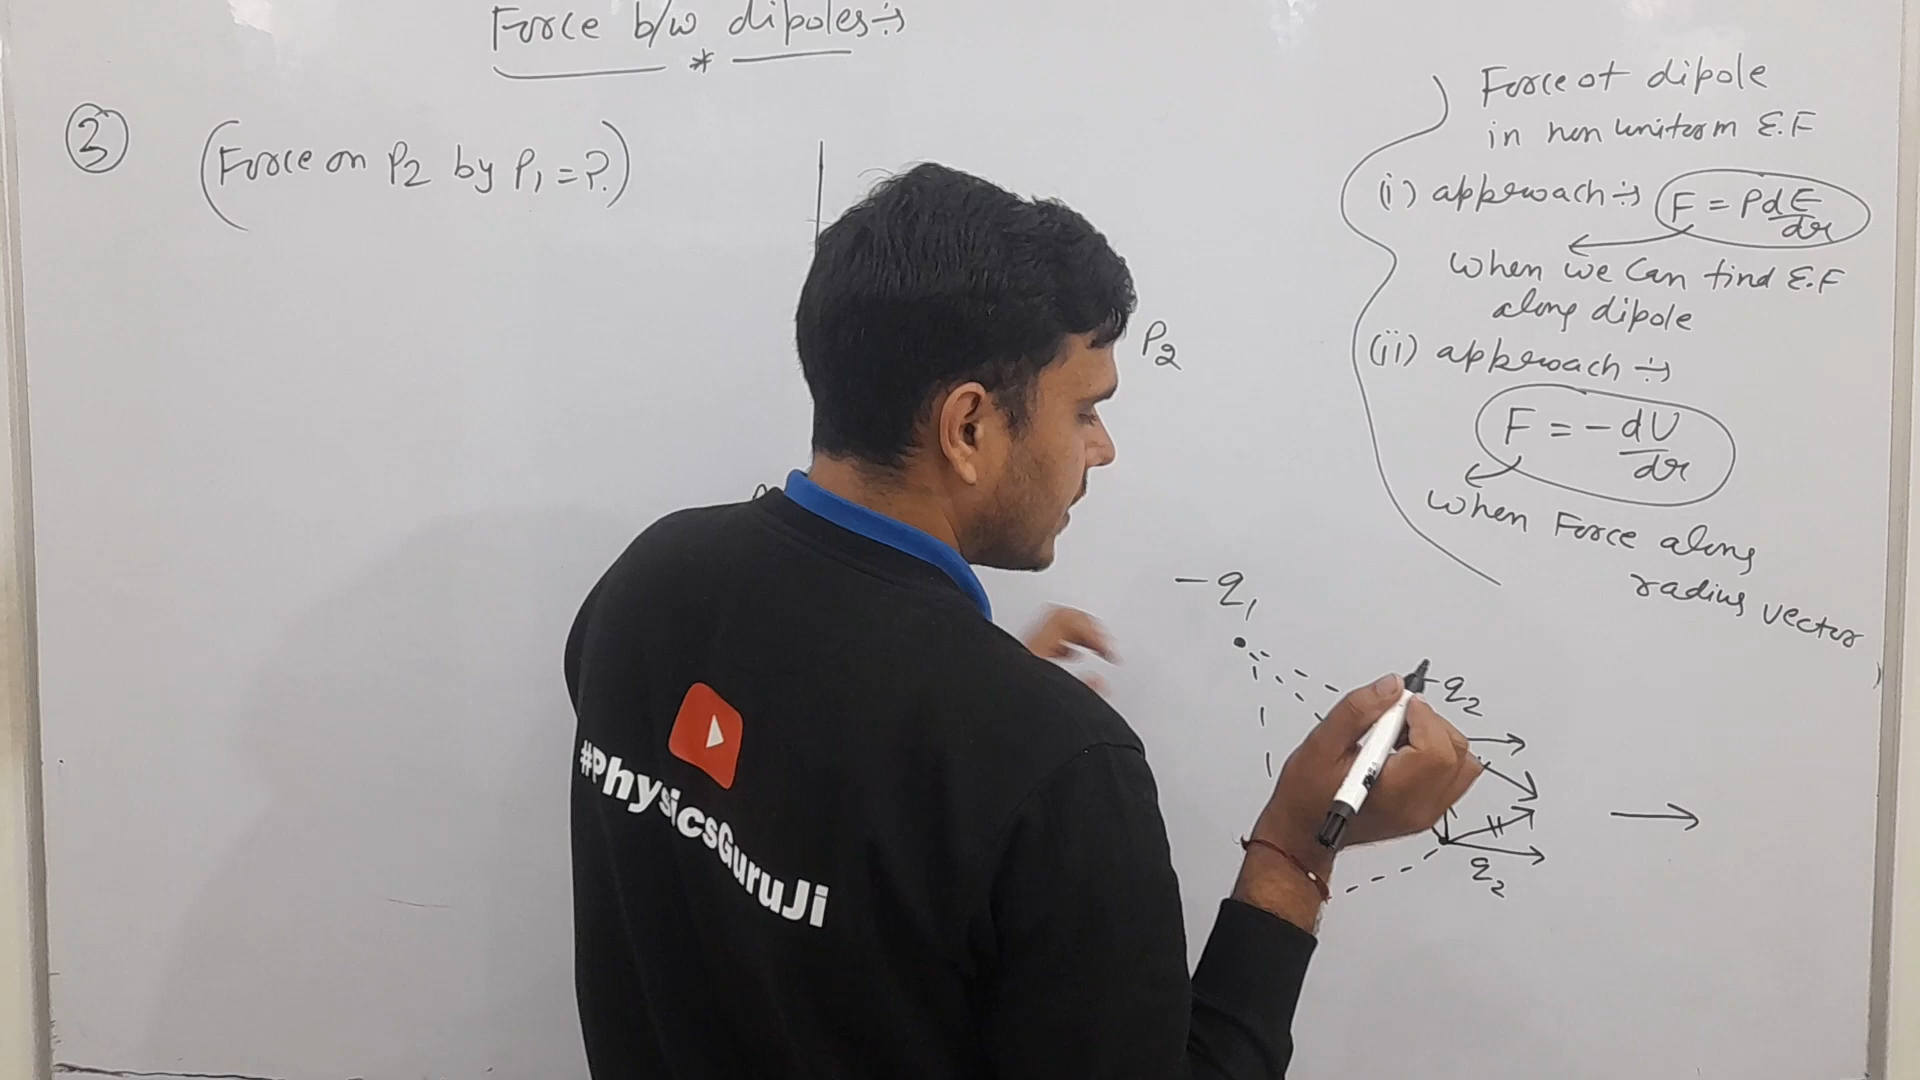 Force b/w dipoles :→
*
③
(Force on P2 by P1 = ?)
P2
Force of dipole
in non uniform E.F
(i) approach :→ F = P dE/dr
When we can find E.F
along dipole
(ii) approach :→
F = - dU/dr
When Force along
radius vector
-q1
-q2
q2
#PhysicsGuruJi